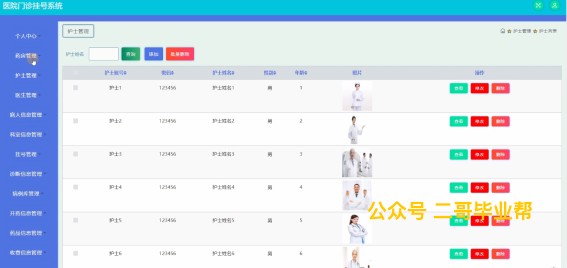 医院门诊挂号系统
个人中心
药房管理
护士管理
医生管理
病人信息管理
挂号管理
诊断信息管理
病例库管理
开药信息管理
药品信息管理
收费信息管理
护士管理
护士管理 护士列表
护士姓名 查询 添加 批量删除
护士账号 密码 护士姓名 性别 年龄 照片 操作
护士1 123456 护士姓名1 男 1 查看 修改 删除
护士2 123456 护士姓名2 男 2 查看 修改 删除
护士3 123456 护士姓名3 男 3 查看 修改 删除
护士4 123456 护士姓名4 男 4 查看 修改 删除
护士5 123456 护士姓名5 男 5 查看 修改 删除
护士6 123456 护士姓名6 男 6 查看 修改 删除
公众号 二哥毕业帮